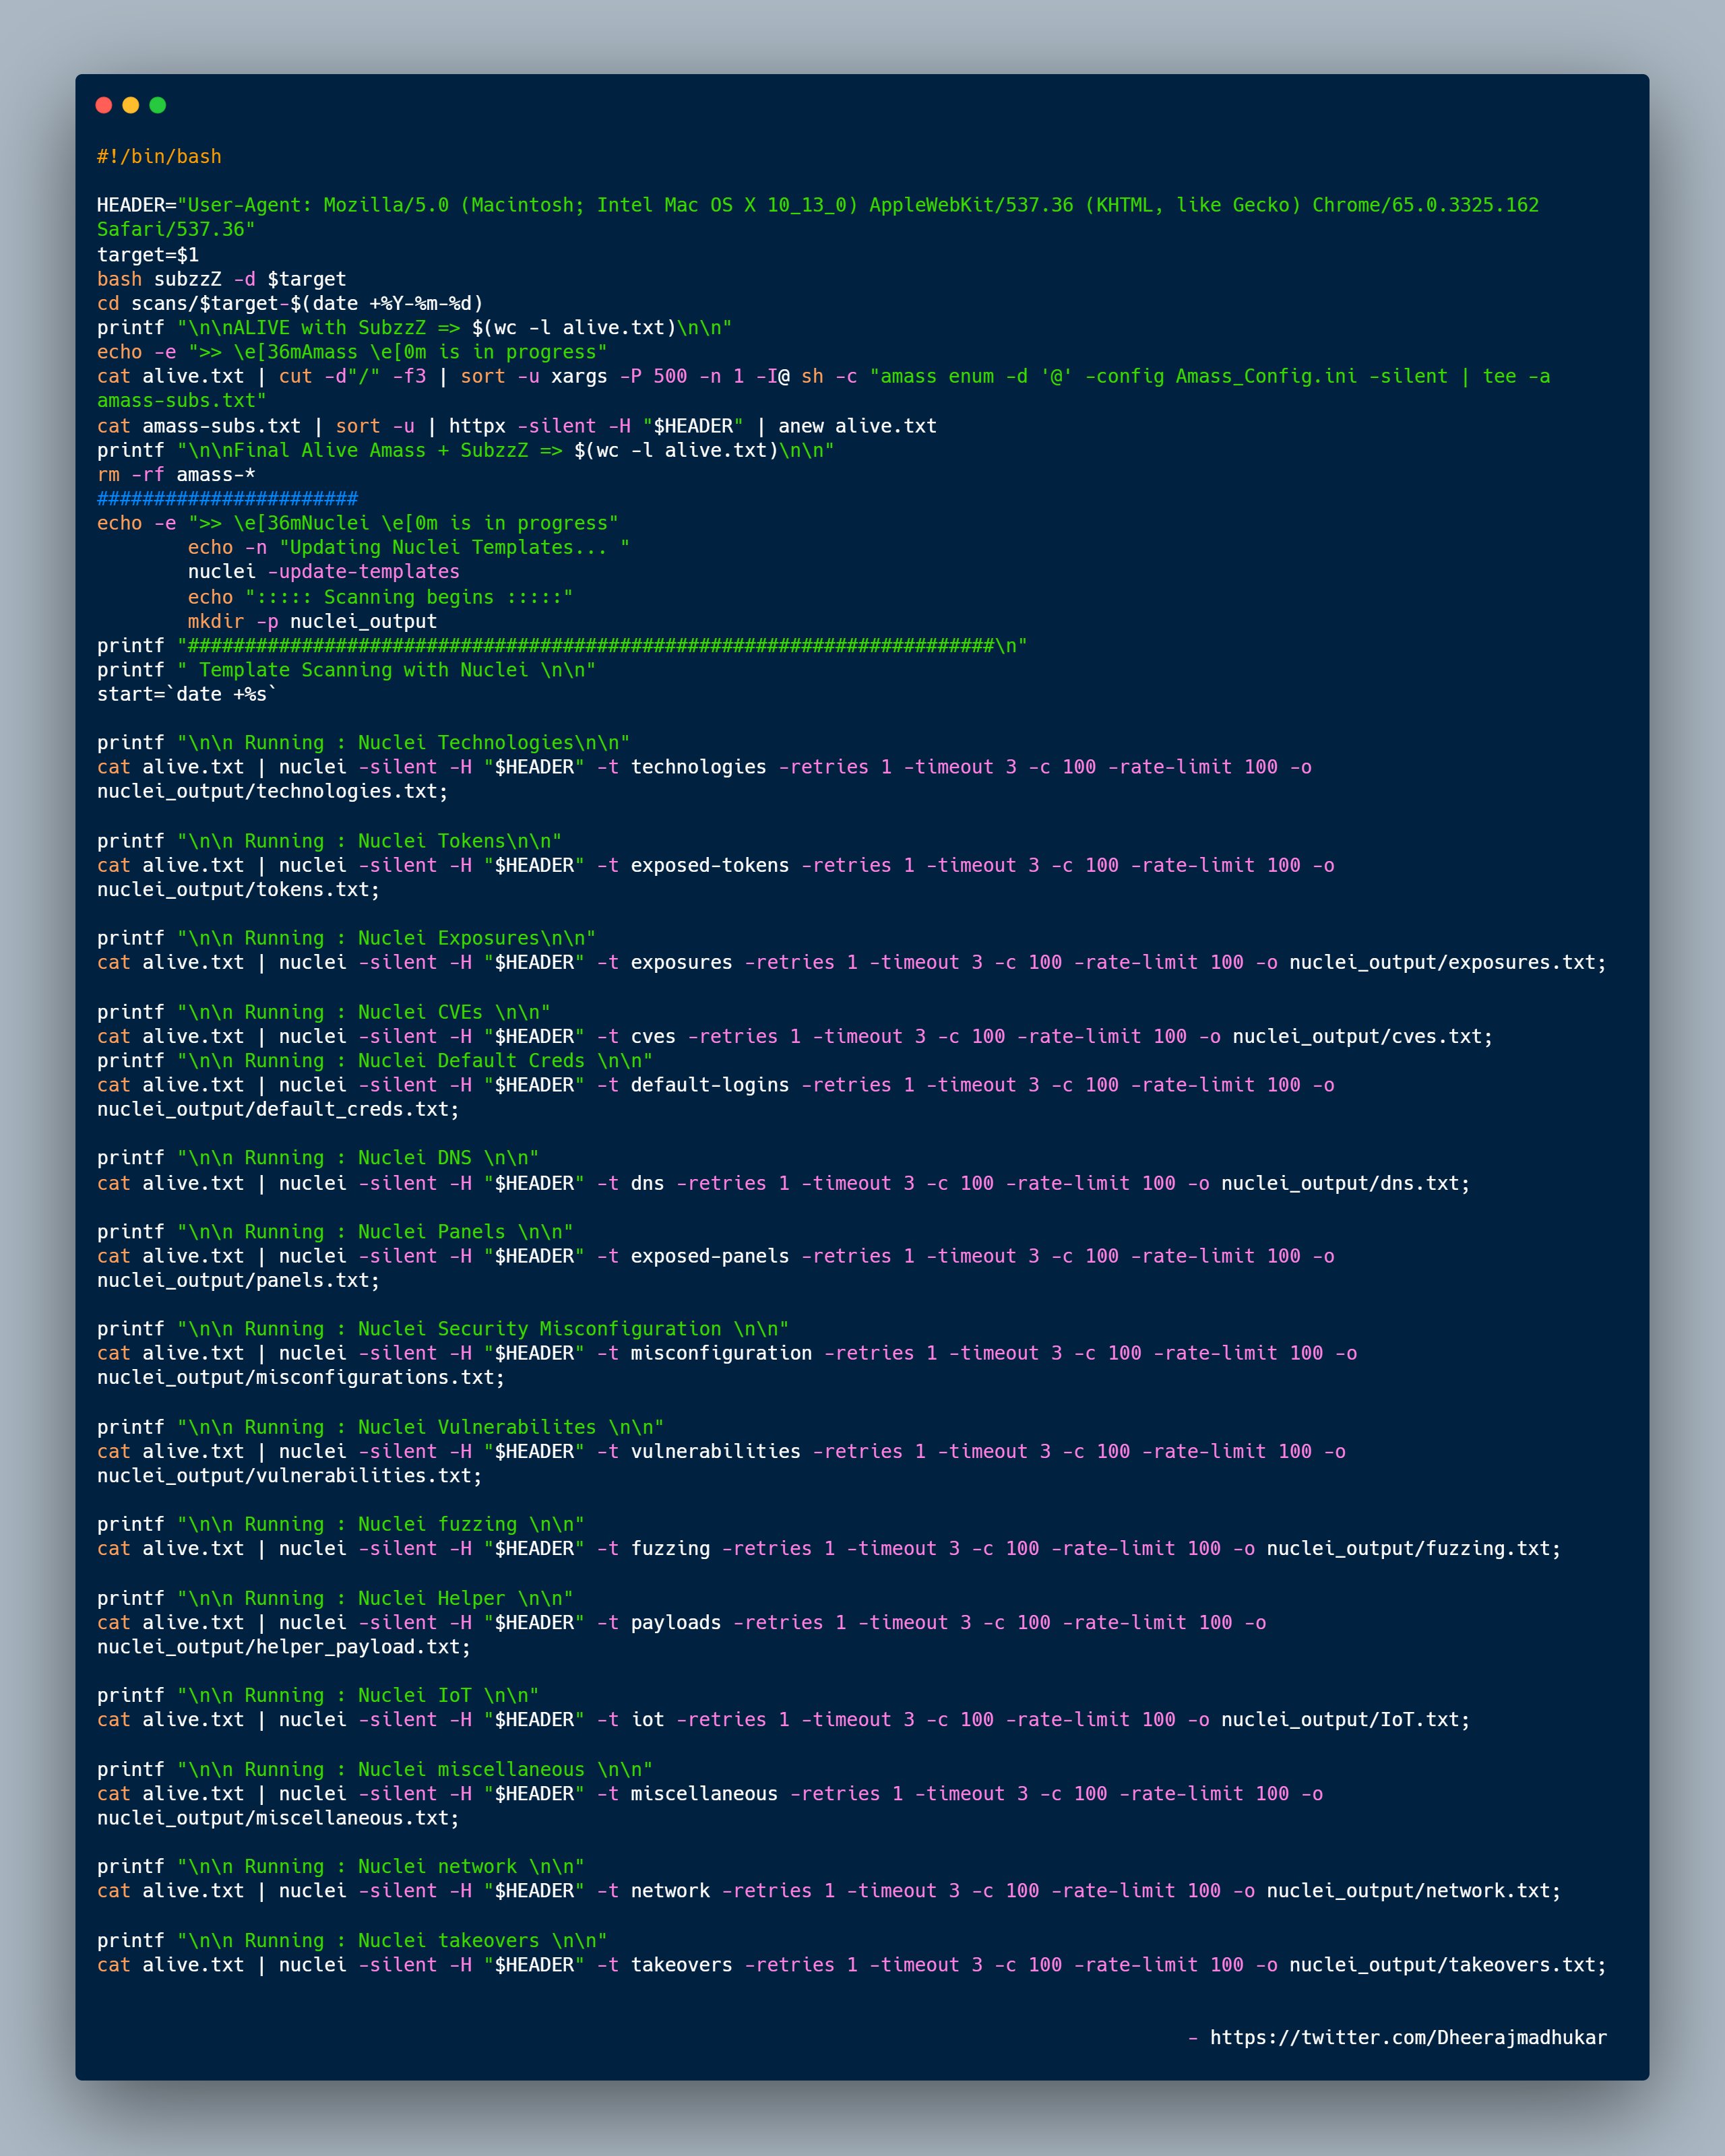 #!/bin/bash
HEADER="User-Agent: Mozilla/5.0 (Macintosh; Intel Mac OS X 10_13_0) AppleWebKit/537.36 (KHTML, like Gecko) Chrome/65.0.3325.162
Safari/537.36"
target=$1
bash subzzZ -d $target
cd scans/$target-$(date +%Y-%m-%d)
printf "\n\nALIVE with SubzzZ => $(wc -l alive.txt)\n\n"
echo -e ">> \e[36mAmass \e[0m is in progress"
cat alive.txt | cut -d"/" -f3 | sort -u xargs -P 500 -n 1 -I@ sh -c "amass enum -d '@' -config Amass_Config.ini -silent | tee -a
amass-subs.txt"
cat amass-subs.txt | sort -u | httpx -silent -H "$HEADER" | anew alive.txt
printf "\n\nFinal Alive Amass + SubzzZ => $(wc -l alive.txt)\n\n"
rm -rf amass-*
#######################
echo -e ">> \e[36mNuclei \e[0m is in progress"
        echo -n "Updating Nuclei Templates... "
        nuclei -update-templates
        echo "::::: Scanning begins :::::"
        mkdir -p nuclei_output
printf "#######################################################################\n"
printf " Template Scanning with Nuclei \n\n"
start=`date +%s`
printf "\n\n Running : Nuclei Technologies\n\n"
cat alive.txt | nuclei -silent -H "$HEADER" -t technologies -retries 1 -timeout 3 -c 100 -rate-limit 100 -o
nuclei_output/technologies.txt;
printf "\n\n Running : Nuclei Tokens\n\n"
cat alive.txt | nuclei -silent -H "$HEADER" -t exposed-tokens -retries 1 -timeout 3 -c 100 -rate-limit 100 -o
nuclei_output/tokens.txt;
printf "\n\n Running : Nuclei Exposures\n\n"
cat alive.txt | nuclei -silent -H "$HEADER" -t exposures -retries 1 -timeout 3 -c 100 -rate-limit 100 -o nuclei_output/exposures.txt;
printf "\n\n Running : Nuclei CVEs \n\n"
cat alive.txt | nuclei -silent -H "$HEADER" -t cves -retries 1 -timeout 3 -c 100 -rate-limit 100 -o nuclei_output/cves.txt;
printf "\n\n Running : Nuclei Default Creds \n\n"
cat alive.txt | nuclei -silent -H "$HEADER" -t default-logins -retries 1 -timeout 3 -c 100 -rate-limit 100 -o
nuclei_output/default_creds.txt;
printf "\n\n Running : Nuclei DNS \n\n"
cat alive.txt | nuclei -silent -H "$HEADER" -t dns -retries 1 -timeout 3 -c 100 -rate-limit 100 -o nuclei_output/dns.txt;
printf "\n\n Running : Nuclei Panels \n\n"
cat alive.txt | nuclei -silent -H "$HEADER" -t exposed-panels -retries 1 -timeout 3 -c 100 -rate-limit 100 -o
nuclei_output/panels.txt;
printf "\n\n Running : Nuclei Security Misconfiguration \n\n"
cat alive.txt | nuclei -silent -H "$HEADER" -t misconfiguration -retries 1 -timeout 3 -c 100 -rate-limit 100 -o
nuclei_output/misconfigurations.txt;
printf "\n\n Running : Nuclei Vulnerabilites \n\n"
cat alive.txt | nuclei -silent -H "$HEADER" -t vulnerabilities -retries 1 -timeout 3 -c 100 -rate-limit 100 -o
nuclei_output/vulnerabilities.txt;
printf "\n\n Running : Nuclei fuzzing \n\n"
cat alive.txt | nuclei -silent -H "$HEADER" -t fuzzing -retries 1 -timeout 3 -c 100 -rate-limit 100 -o nuclei_output/fuzzing.txt;
printf "\n\n Running : Nuclei Helper \n\n"
cat alive.txt | nuclei -silent -H "$HEADER" -t payloads -retries 1 -timeout 3 -c 100 -rate-limit 100 -o
nuclei_output/helper_payload.txt;
printf "\n\n Running : Nuclei IoT \n\n"
cat alive.txt | nuclei -silent -H "$HEADER" -t iot -retries 1 -timeout 3 -c 100 -rate-limit 100 -o nuclei_output/IoT.txt;
printf "\n\n Running : Nuclei miscellaneous \n\n"
cat alive.txt | nuclei -silent -H "$HEADER" -t miscellaneous -retries 1 -timeout 3 -c 100 -rate-limit 100 -o
nuclei_output/miscellaneous.txt;
printf "\n\n Running : Nuclei network \n\n"
cat alive.txt | nuclei -silent -H "$HEADER" -t network -retries 1 -timeout 3 -c 100 -rate-limit 100 -o nuclei_output/network.txt;
printf "\n\n Running : Nuclei takeovers \n\n"
cat alive.txt | nuclei -silent -H "$HEADER" -t takeovers -retries 1 -timeout 3 -c 100 -rate-limit 100 -o nuclei_output/takeovers.txt;
- https://twitter.com/Dheerajmadhukar